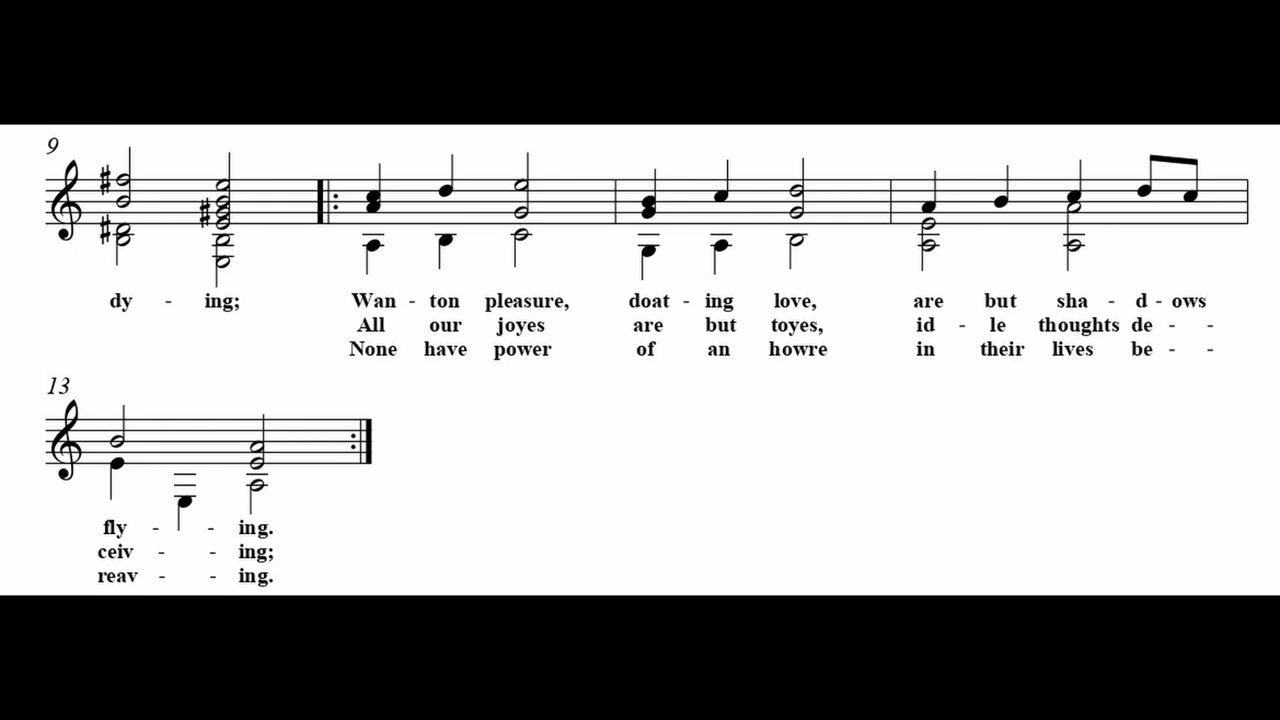 9
dy - ing; Wan - ton pleasure, doat - ing love, are but sha - d - ows
All our joyes are but toyes, id - le thoughts de - -
None have power of an howre in their lives be - -
13
fly - - ing.
ceiv - - ing;
reav - - ing.